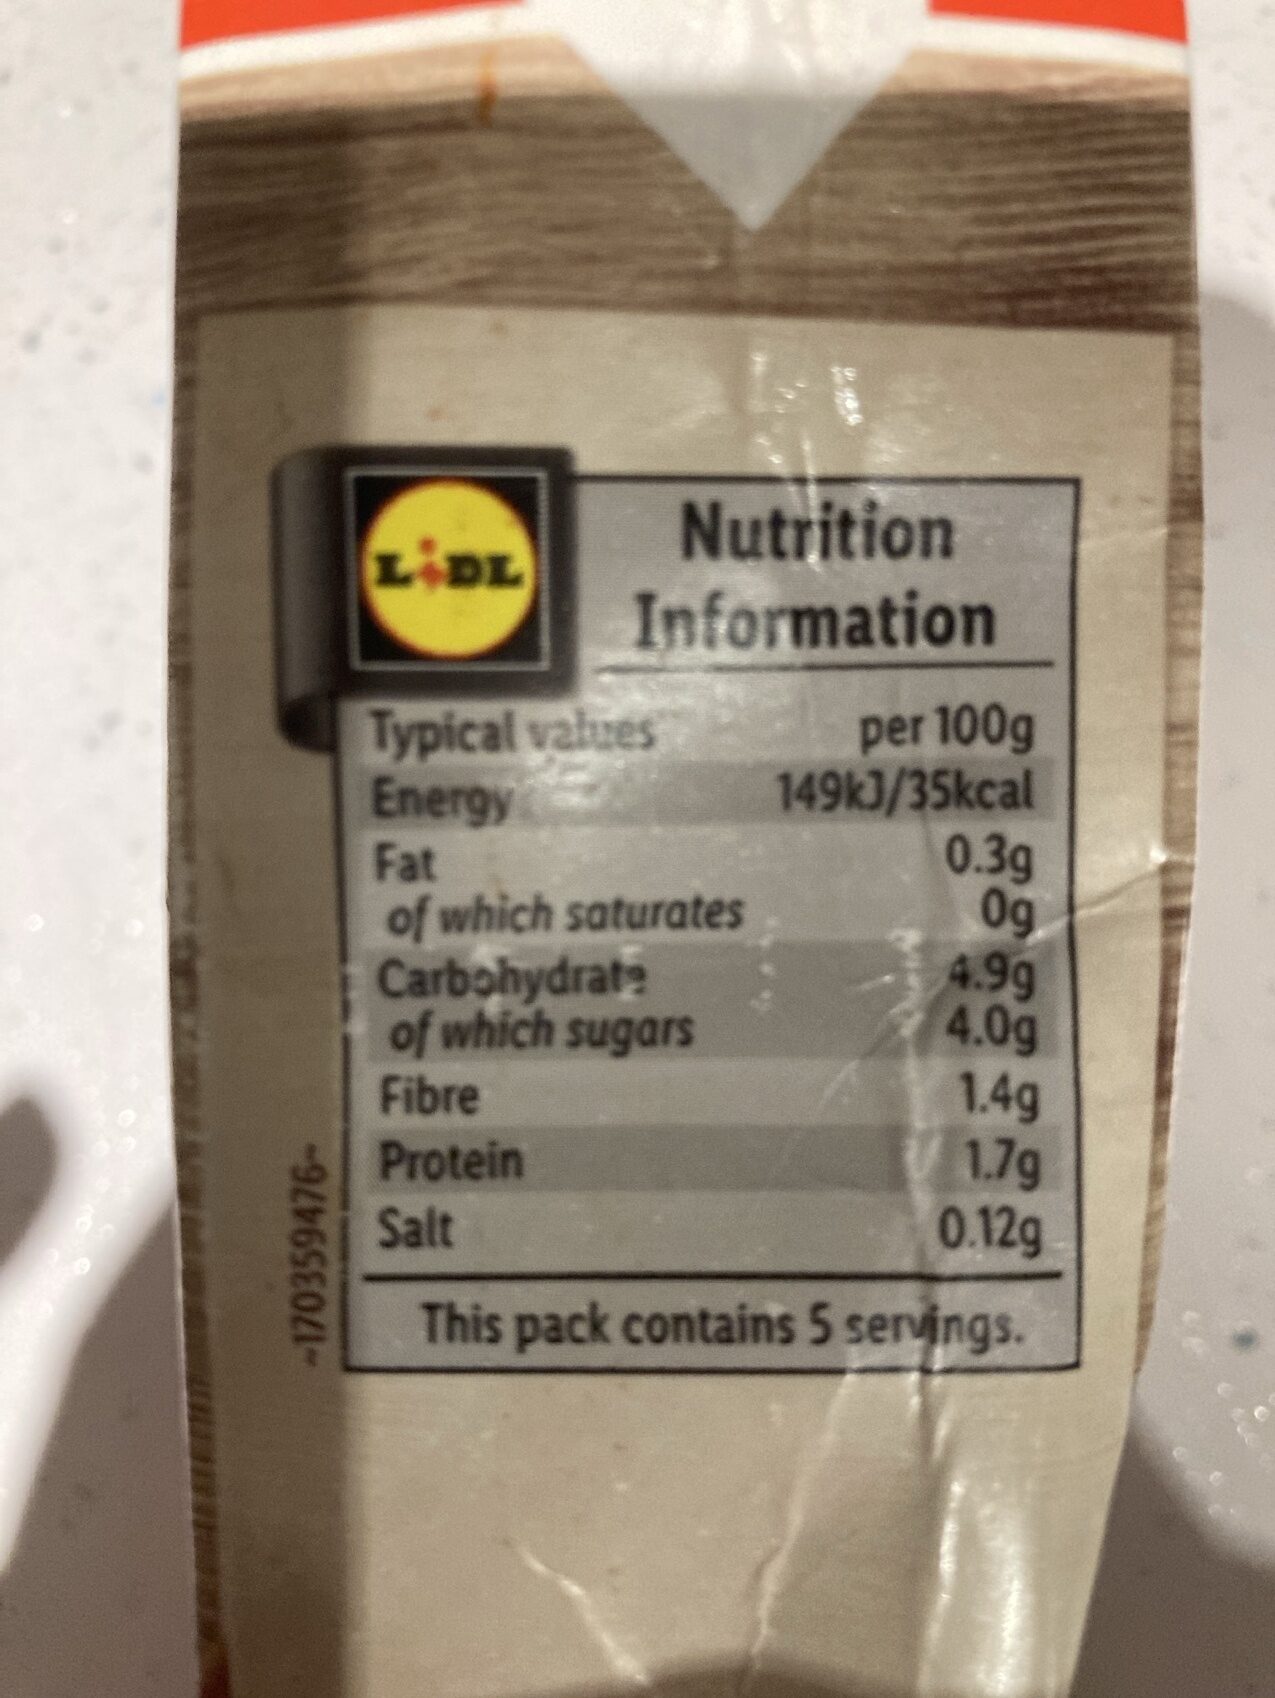 LiDL
Nutrition
Information
Typical values per 100g
Energy 149kJ/35kcal
Fat 0.3g
of which saturates 0g
Carbohydrate 4.9g
of which sugars 4.0g
Fibre 1.4g
Protein 1.7g
Salt 0.12g
This pack contains 5 servings.
~170359476~